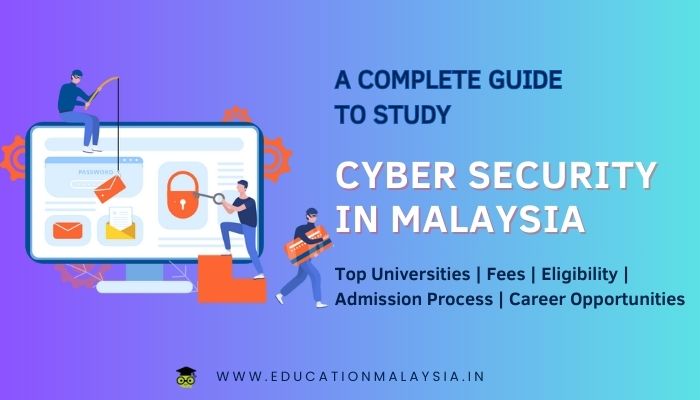 A COMPLETE GUIDE
TO STUDY
CYBER SECURITY
IN MALAYSIA
Top Universities | Fees | Eligibility |
Admission Process | Career Opportunities
PASSWORD
WWW.EDUCATIONMALAYSIA.IN